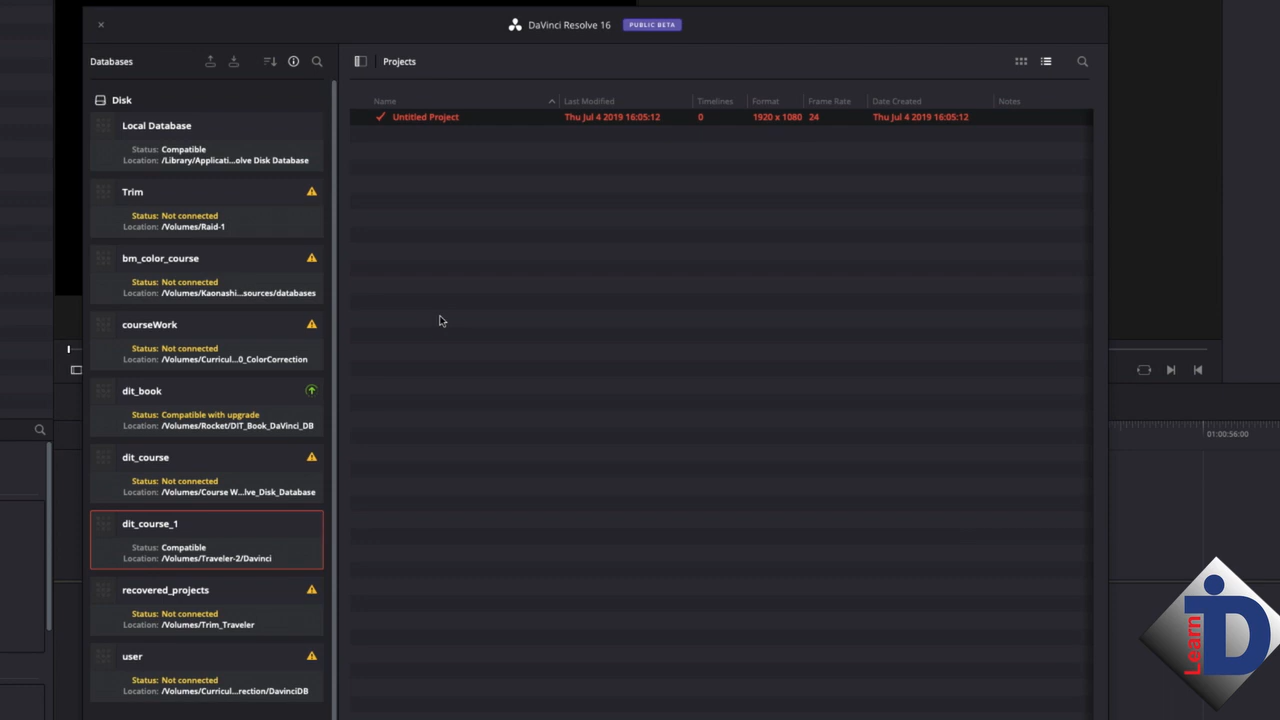 DaVinci Resolve 16 PUBLIC BETA
Databases
Projects
Disk
Local Database
Status: Compatible
Location: /Library/Applicati...olve Disk Database
Trim
Status: Not connected
Location: /Volumes/Raid-1
bm_color_course
Status: Not connected
Location: /Volumes/Kaonashi...sources/databases
courseWork
Status: Not connected
Location: /Volumes/Curricul...0_ColorCorrection
dit_book
Status: Compatible with upgrade
Location: /Volumes/Rocket/DIT_Book_DaVinci_DB
dit_course
Status: Not connected
Location: /Volumes/Course W...lve_Disk_Database
dit_course_1
Status: Compatible
Location: /Volumes/Traveler-2/Davinci
recovered_projects
Status: Not connected
Location: /Volumes/Trim_Traveler
user
Status: Not connected
Location: /Volumes/Curricul...rection/DavinciDB
Name Last Modified Timelines Format Frame Rate Date Created Notes
Untitled Project Thu Jul 4 2019 16:05:12 0 1920 x 1080 24 Thu Jul 4 2019 16:05:12
01:00:56:00
Learn
D